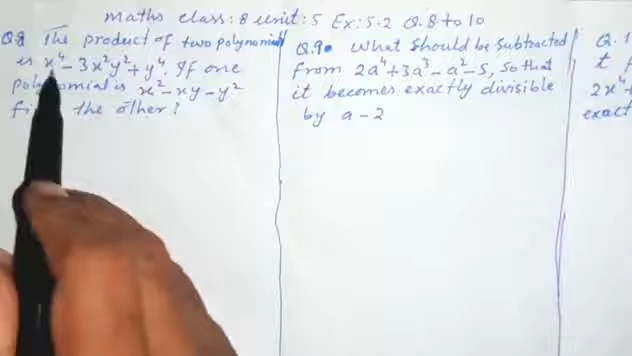 maths class: 8 unit: 5 Ex: 5.2 Q. 8 to 10
Q.8 The product of two polynomial
is x⁴ - 3x²y² + y⁴. If one
polynomial is x² - xy - y²
the other?
Q.9. What should be subtracted
from 2a⁴ + 3a³ - a² - 5, so that
it becomes exactly divisible
by a - 2
Q.1
t
2x⁴ +
exact